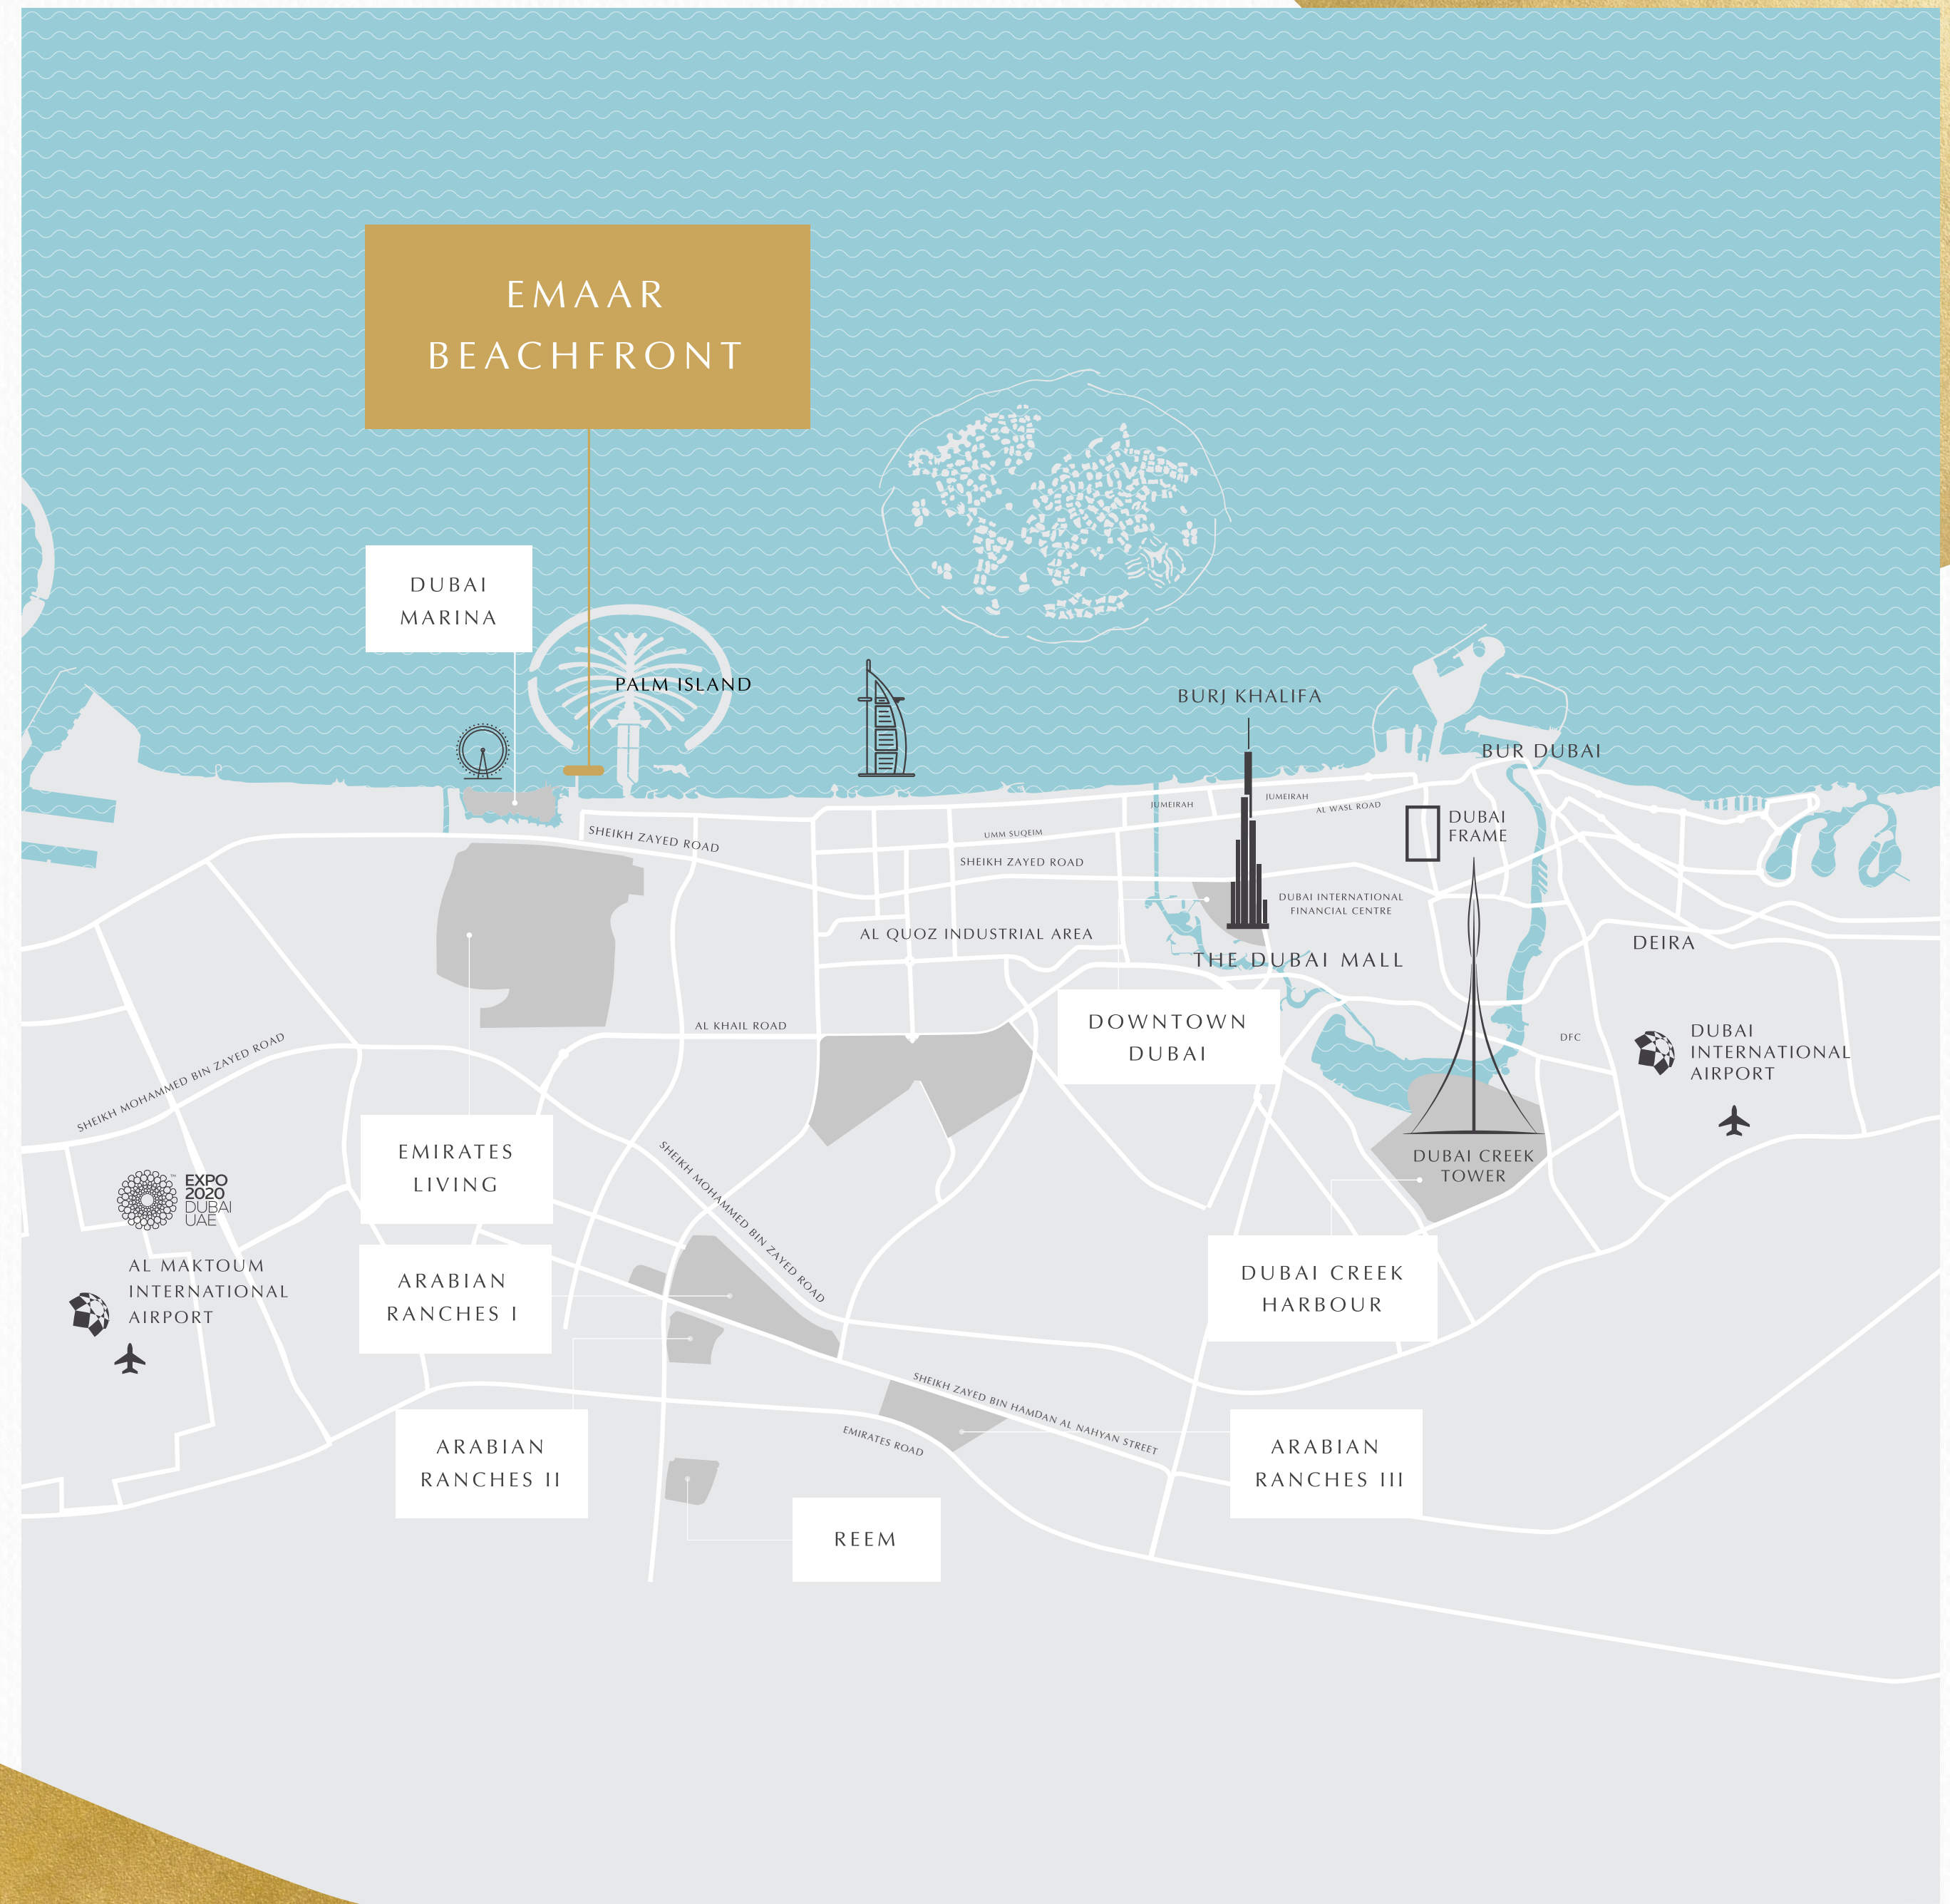 EMAAR
BEACHFRONT
DUBAI
MARINA
PALM ISLAND
BURJ KHALIFA
BUR DUBAI
JUMEIRAH
JUMEIRAH
AL WASL ROAD
DUBAI
FRAME
SHEIKH ZAYED ROAD
UMM SUQEIM
SHEIKH ZAYED ROAD
DUBAI INTERNATIONAL
FINANCIAL CENTRE
AL QUOZ INDUSTRIAL AREA
DEIRA
THE DUBAI MALL
DOWNTOWN
DUBAI
AL KHAIL ROAD
DFC
DUBAI
INTERNATIONAL
AIRPORT
SHEIKH MOHAMMED BIN ZAYED ROAD
EMIRATES
LIVING
SHEIKH MOHAMMED BIN ZAYED ROAD
DUBAI CREEK
TOWER
EXPO
2020
DUBAI
UAE
™
AL MAKTOUM
INTERNATIONAL
AIRPORT
ARABIAN
RANCHES I
DUBAI CREEK
HARBOUR
SHEIKH ZAYED BIN HAMDAN AL NAHYAN STREET
EMIRATES ROAD
ARABIAN
RANCHES II
ARABIAN
RANCHES III
REEM